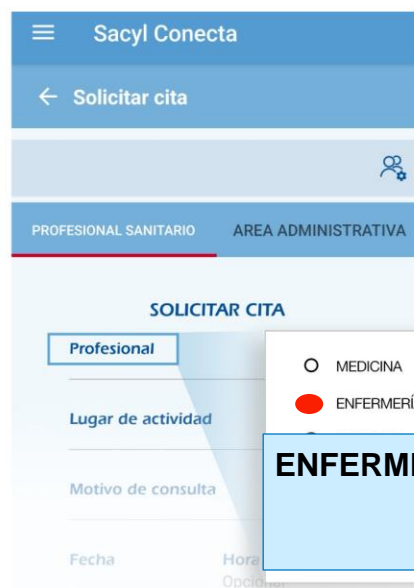 Sacyl Conecta
Solicitar cita
PROFESIONAL SANITARIO AREA ADMINISTRATIVA
SOLICITAR CITA
Profesional
MEDICINA
ENFERMERÍ
Lugar de actividad
ENFERM
Motivo de consulta
Fecha Hora
Opcional